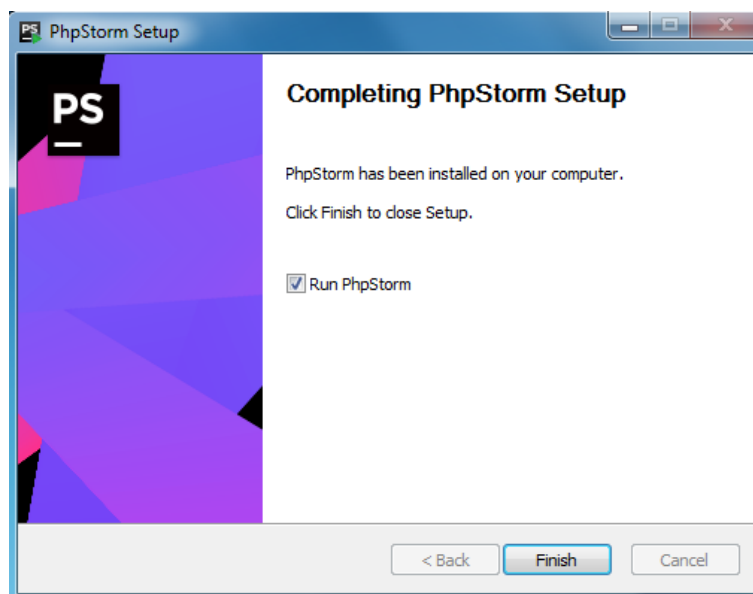 PhpStorm Setup
PS
Completing PhpStorm Setup
PhpStorm has been installed on your computer.
Click Finish to close Setup.
Run PhpStorm
< Back Finish Cancel